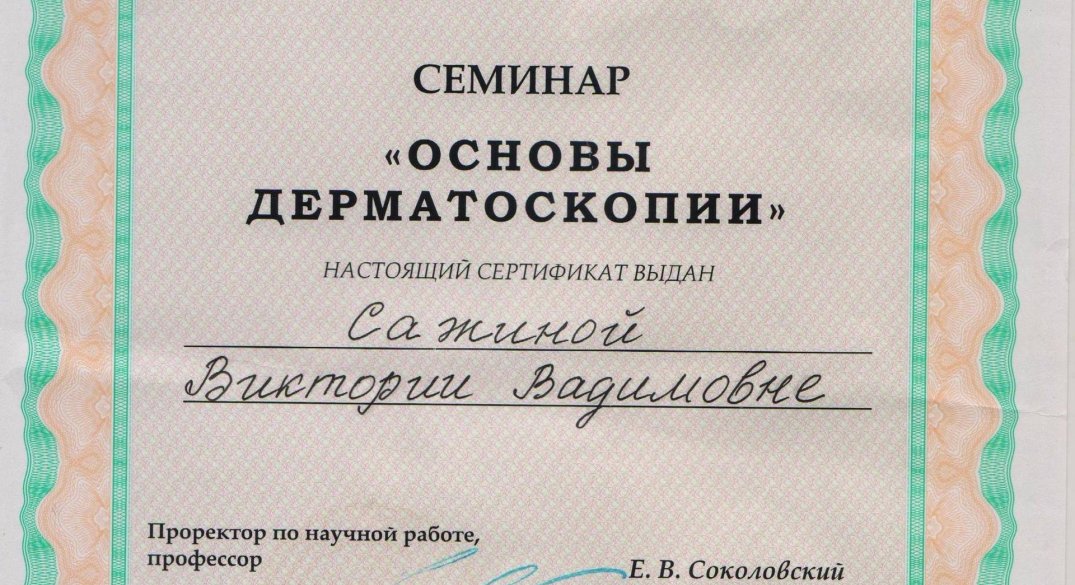 СЕМИНАР
«ОСНОВЫ
ДЕРМАТОСКОПИИ»
НАСТОЯЩИЙ СЕРТИФИКАТ ВЫДАН
Сажиной
Виктории Вадимовне
Проректор по научной работе,
профессор
Е. В. Соколовский